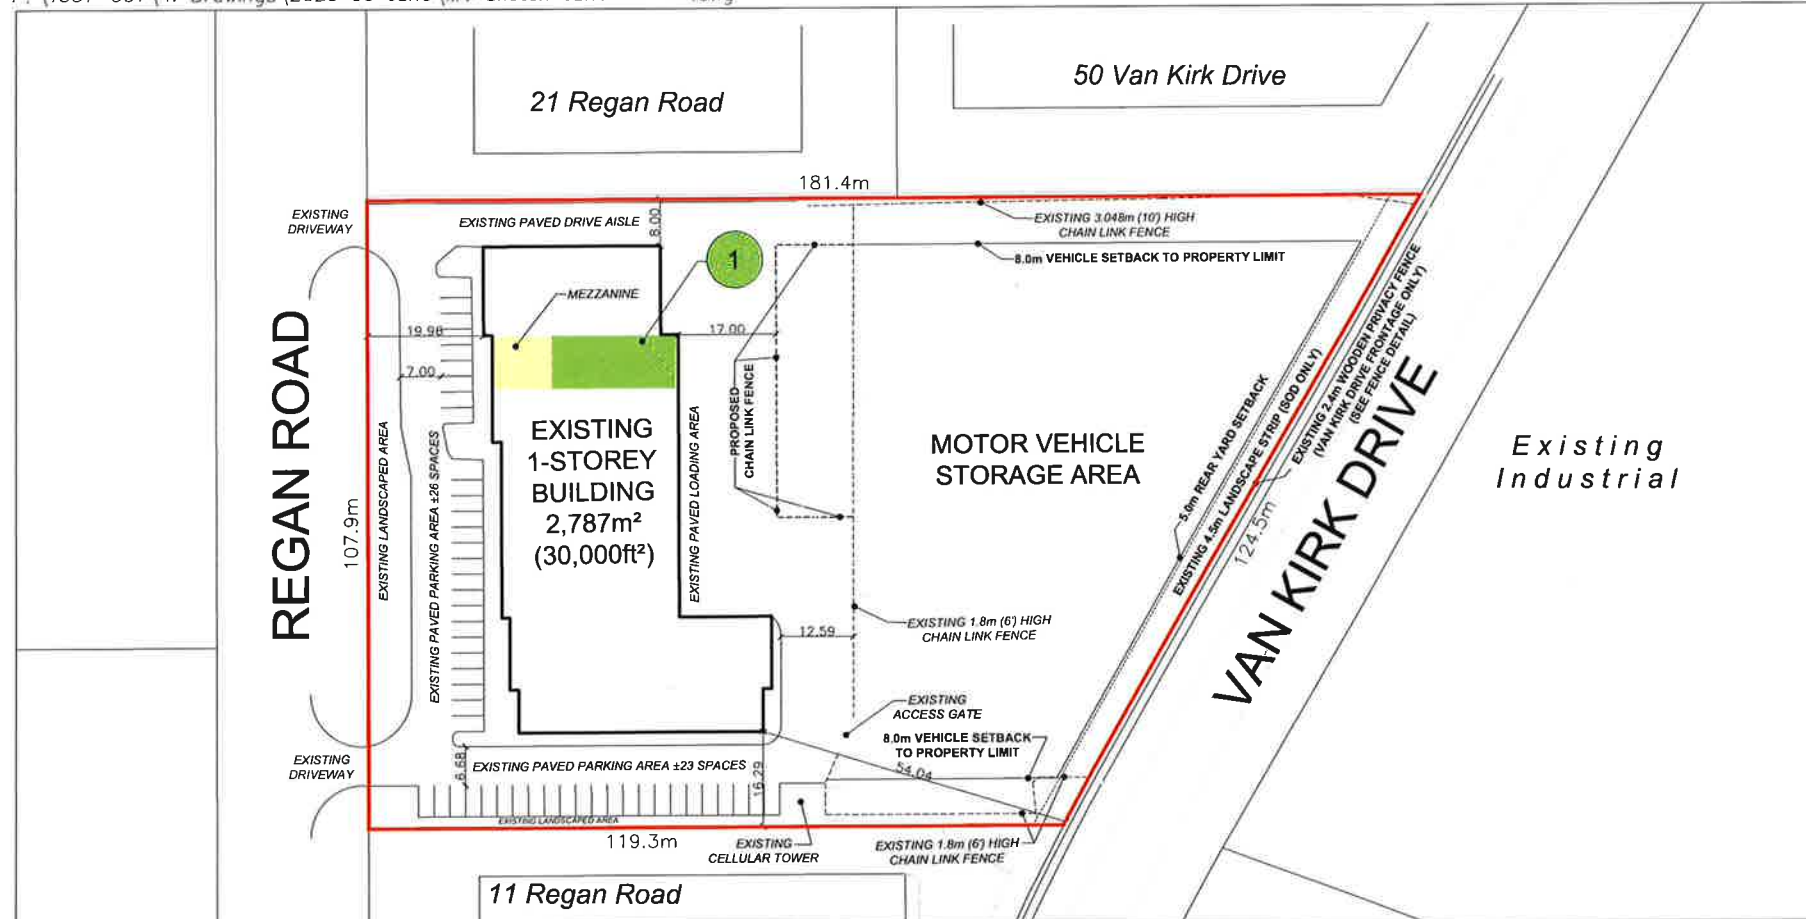 21 Regan Road
50 Van Kirk Drive
181.4m
EXISTING
DRIVEWAY
EXISTING PAVED DRIVE AISLE
8.00
EXISTING 3.048m (10') HIGH
CHAIN LINK FENCE
1
8.0m VEHICLE SETBACK TO PROPERTY LIMIT
MEZZANINE
19.98
17.00
7.00
PROPOSED
CHAIN LINK FENCE
REGAN ROAD
107.9m
EXISTING LANDSCAPED AREA
EXISTING PAVED PARKING AREA ±26 SPACES
EXISTING
1-STOREY
BUILDING
2,787m²
(30,000ft²)
EXISTING PAVED LOADING AREA
MOTOR VEHICLE
STORAGE AREA
5.0m REAR YARD SETBACK
EXISTING 4.5m LANDSCAPE STRIP (SOD ONLY)
EXISTING 2.4m WOODEN PRIVACY FENCE
(VAN KIRK DRIVE FRONTAGE ONLY)
(SEE FENCE DETAIL)
124.5m
VAN KIRK DRIVE
Existing
Industrial
EXISTING 1.8m (6') HIGH
CHAIN LINK FENCE
12.59
EXISTING
ACCESS GATE
8.0m VEHICLE SETBACK
TO PROPERTY LIMIT
54.04
EXISTING
DRIVEWAY
6.68
EXISTING PAVED PARKING AREA ±23 SPACES
16.29
EXISTING LANDSCAPED AREA
119.3m
EXISTING
CELLULAR TOWER
EXISTING 1.8m (6') HIGH
CHAIN LINK FENCE
11 Regan Road